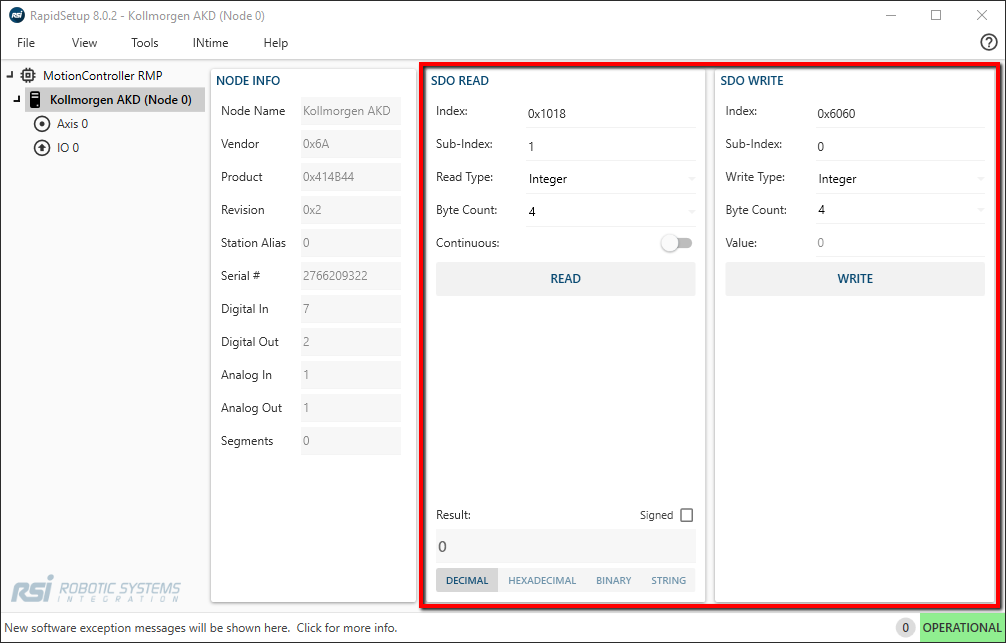 RSI RapidSetup 8.0.2 - Kollmorgen AKD (Node 0)
File View Tools INtime Help
MotionController RMP
Kollmorgen AKD (Node 0)
Axis 0
IO 0
NODE INFO
Node Name Kollmorgen AKD
Vendor 0x6A
Product 0x414B44
Revision 0x2
Station Alias 0
Serial # 2766209322
Digital In 7
Digital Out 2
Analog In 1
Analog Out 1
Segments 0
SDO READ
Index: 0x1018
Sub-Index: 1
Read Type: Integer
Byte Count: 4
Continuous:
READ
Result: Signed
0
DECIMAL HEXADECIMAL BINARY STRING
SDO WRITE
Index: 0x6060
Sub-Index: 0
Write Type: Integer
Byte Count: 4
Value: 0
WRITE
RSI ROBOTIC SYSTEMS
INTEGRATION
New software exception messages will be shown here. Click for more info.
0 OPERATIONAL